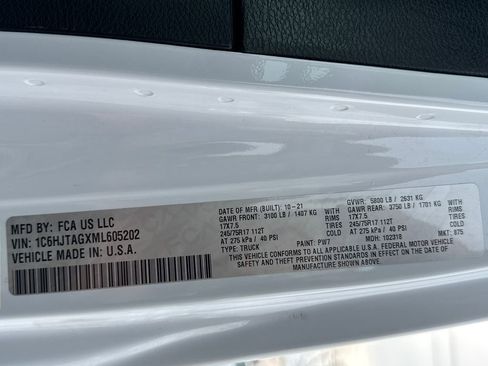 MFD BY: FCA US LLC
VIN: 1C6HJTAGXML605202
VEHICLE MADE IN: U.S.A.
DATE OF MFR (BUILT): 10-21 GVWR: 5800 LB / 2631 KG
GAWR FRONT: 3100 LB / 1407 KG WITH GAWR REAR: 3750 LB / 1701 KG WITH
17X7.5 RIMS 17X7.5 RIMS
245/75R17 112T TIRES 245/75R17 112T TIRES
AT 275 kPa / 40 PSI COLD AT 275 kPa / 40 PSI COLD
TYPE: TRUCK PAINT: PW7 MDH: 102318 MKT: 875
THIS VEHICLE CONFORMS TO ALL APPLICABLE U.S.A. FEDERAL MOTOR VEHICLE
SAFETY AND THEFT PREVENTION STANDARDS IN EFFECT ON THE DATE OF
MANUFACTURE SHOWN ABOVE.